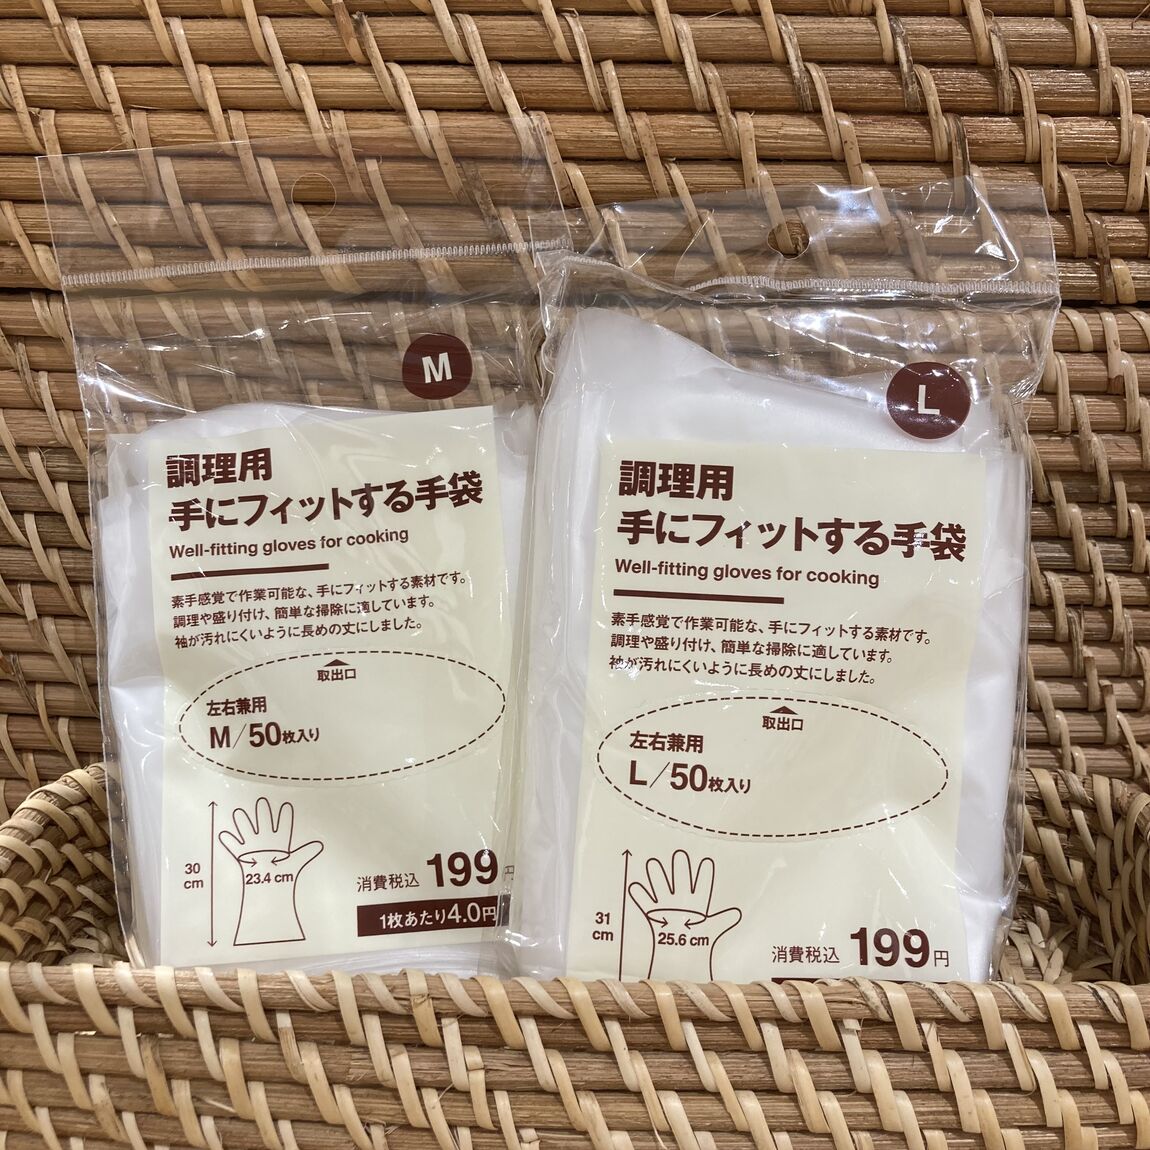 M
調理用
手にフィットする手袋
Well-fitting gloves for cooking
素手感覚で作業可能な、手にフィットする素材です。
調理や盛り付け、簡単な掃除に適しています。
袖が汚れにくいように長めの丈にしました。
取出口
左右兼用
M/50枚入り
30
cm
23.4 cm
消費税込 199円
1枚あたり4.0円
L
調理用
手にフィットする手袋
Well-fitting gloves for cooking
素手感覚で作業可能な、手にフィットする素材です。
調理や盛り付け、簡単な掃除に適しています。
袖が汚れにくいように長めの丈にしました。
取出口
左右兼用
L/50枚入り
31
cm
25.6 cm
消費税込 199円